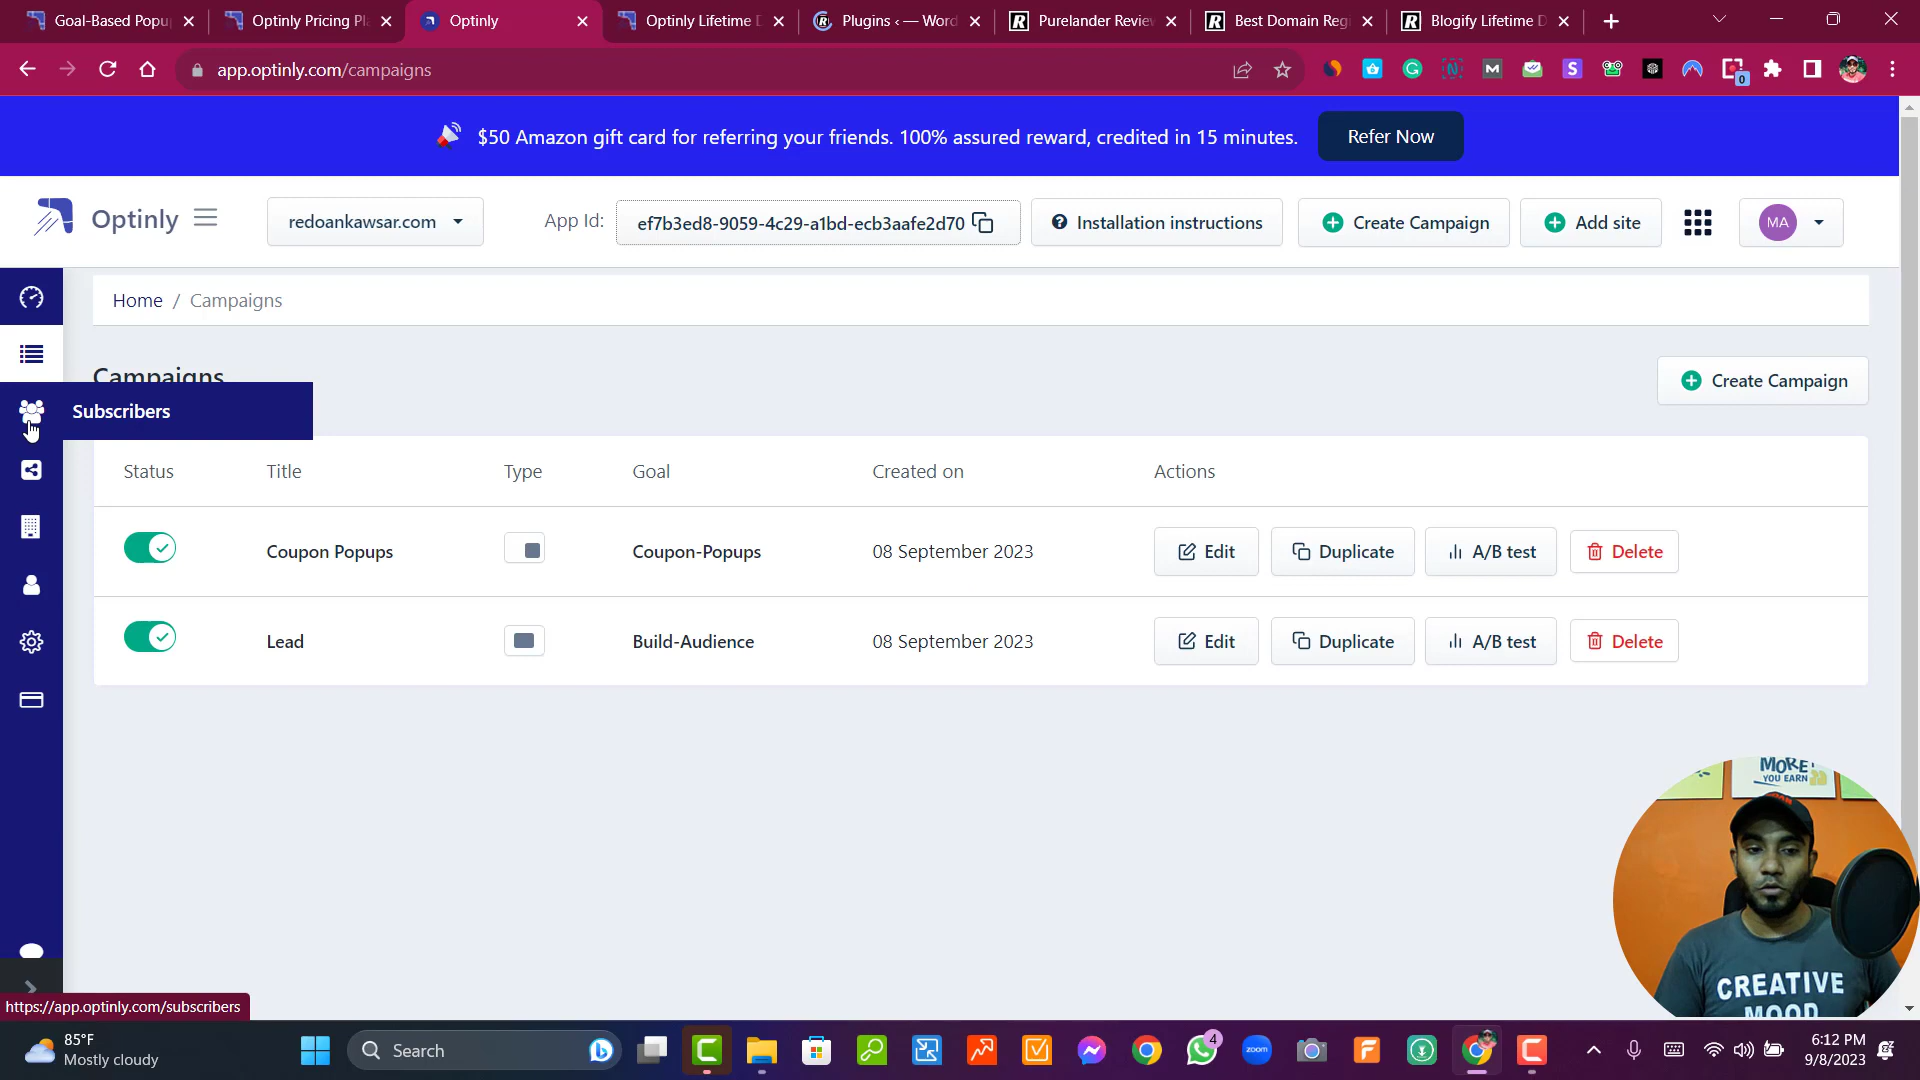 Goal-Based Popu
Optinly Pricing Pl
Optinly
Optinly Lifetime D
Plugins ‹ — Word
Purelander Revie
Best Domain Reg
Blogify Lifetime D
app.optinly.com/campaigns
0
$50 Amazon gift card for referring your friends. 100% assured reward, credited in 15 minutes.
Refer Now
Optinly
redoankawsar.com
App Id:
ef7b3ed8-9059-4c29-a1bd-ecb3aafe2d70
Installation instructions
Create Campaign
Add site
MA
Home / Campaigns
Campaigns
Create Campaign
Subscribers
Status Title Type Goal Created on Actions
Coupon Popups Coupon-Popups 08 September 2023 Edit Duplicate A/B test Delete
Lead Build-Audience 08 September 2023 Edit Duplicate A/B test Delete
MORE
YOU EARN
CREATIVE
MOOD
https://app.optinly.com/subscribers
85°F
Mostly cloudy
Search
4
zoom
6:12 PM
9/8/2023